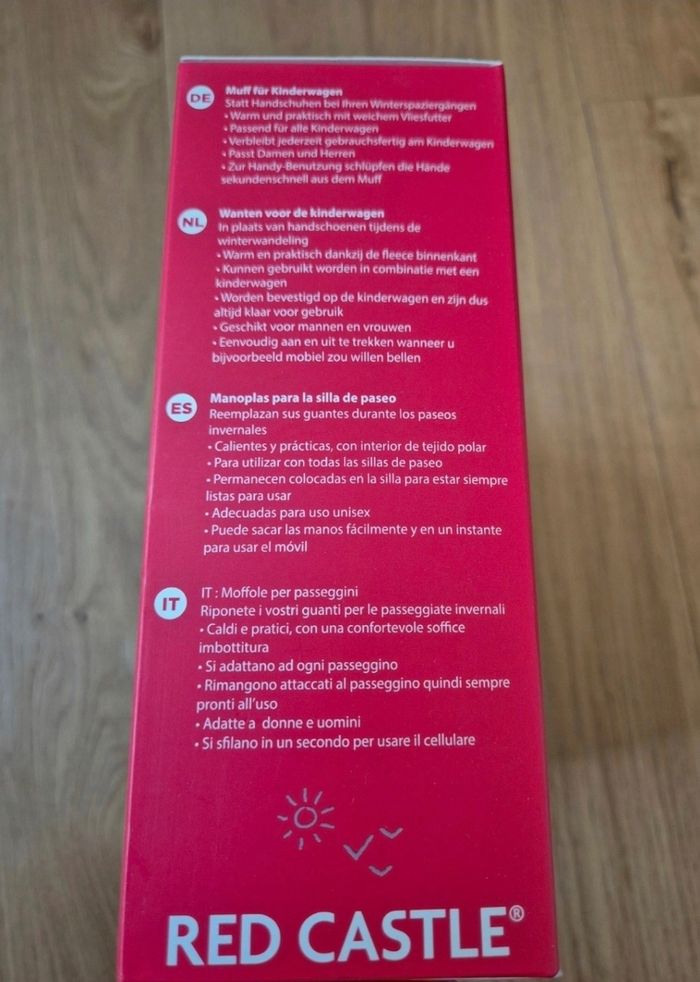 DE
Muff für Kinderwagen
Statt Handschuhen bei Ihren Winterspaziergängen
• Warm und praktisch mit weichem Vliesfutter
• Passend für alle Kinderwagen
• Verbleibt jederzeit gebrauchsfertig am Kinderwagen
• Passt Damen und Herren
• Zur Handy-Benutzung schlüpfen die Hände
sekundenschnell aus dem Muff
NL
Wanten voor de kinderwagen
In plaats van handschoenen tijdens de
winterwandeling
• Warm en praktisch dankzij de fleece binnenkant
• Kunnen gebruikt worden in combinatie met een
kinderwagen
• Worden bevestigd op de kinderwagen en zijn dus
altijd klaar voor gebruik
• Geschikt voor mannen en vrouwen
• Eenvoudig aan en uit te trekken wanneer u
bijvoorbeeld mobiel zou willen bellen
ES
Manoplas para la silla de paseo
Reemplazan sus guantes durante los paseos
invernales
• Calientes y prácticas, con interior de tejido polar
• Para utilizar con todas las sillas de paseo
• Permanecen colocadas en la silla para estar siempre
listas para usar
• Adecuadas para uso unisex
• Puede sacar las manos fácilmente y en un instante
para usar el móvil
IT
IT : Moffole per passeggini
Riponete i vostri guanti per le passeggiate invernali
• Caldi e pratici, con una confortevole soffice
imbottitura
• Si adattano ad ogni passeggino
• Rimangono attaccati al passeggino quindi sempre
pronti all'uso
• Adatte a donne e uomini
• Si sfilano in un secondo per usare il cellulare
RED CASTLE®